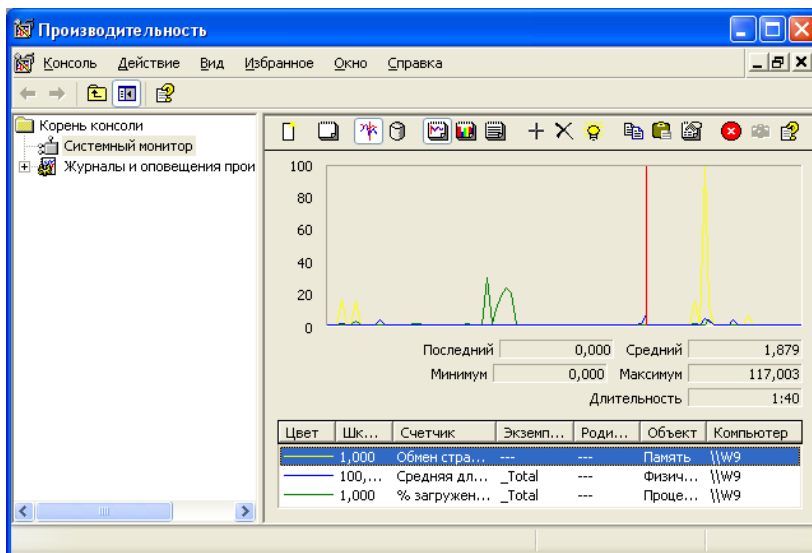 Производительность
Консоль Действие Вид Избранное Окно Справка
Корень консоли
Системный монитор
Журналы и оповещения прои
100
80
60
40
20
0
Последний 0,000 Средний 1,879
Минимум 0,000 Максимум 117,003
Длительность 1:40
Цвет Шк... Счетчик Экземп... Роди... Объект Компьютер
1,000 Обмен стра... --- --- Память \\W9
100,... Средняя дл... _Total --- Физич... \\W9
1,000 % загружен... _Total --- Проце... \\W9